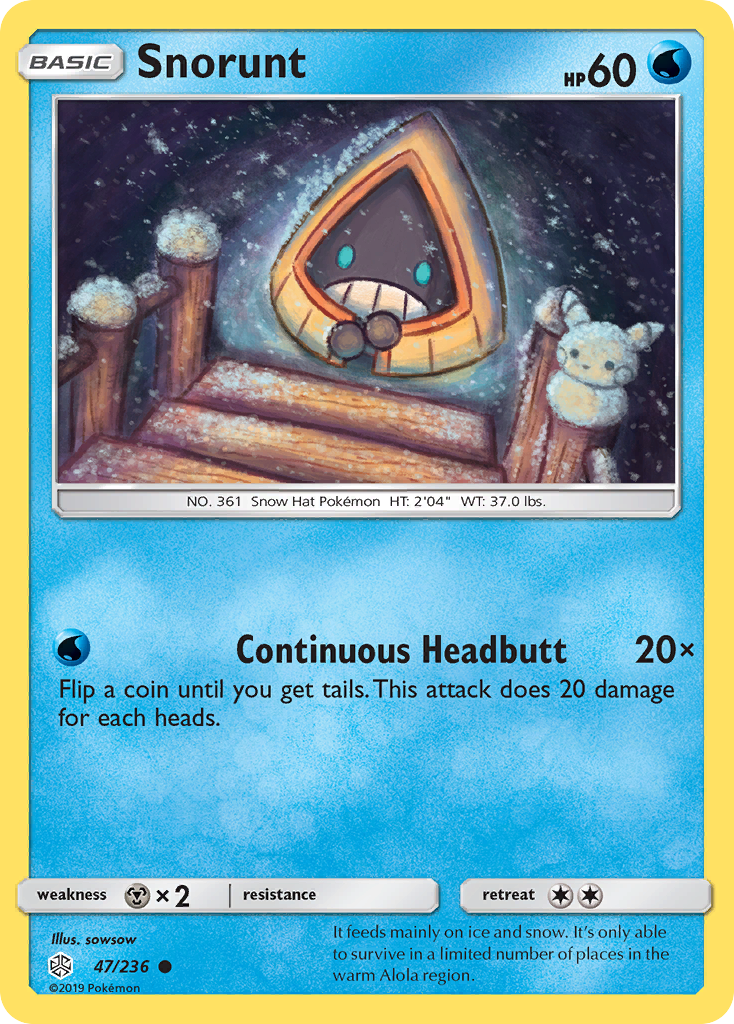 BASIC Snorunt HP60
NO. 361 Snow Hat Pokémon HT: 2'04" WT: 37.0 lbs.
Continuous Headbutt 20×
Flip a coin until you get tails. This attack does 20 damage
for each heads.
weakness ×2 resistance retreat
Illus. sowsow
47/236
©2019 Pokémon
It feeds mainly on ice and snow. It's only able
to survive in a limited number of places in the
warm Alola region.